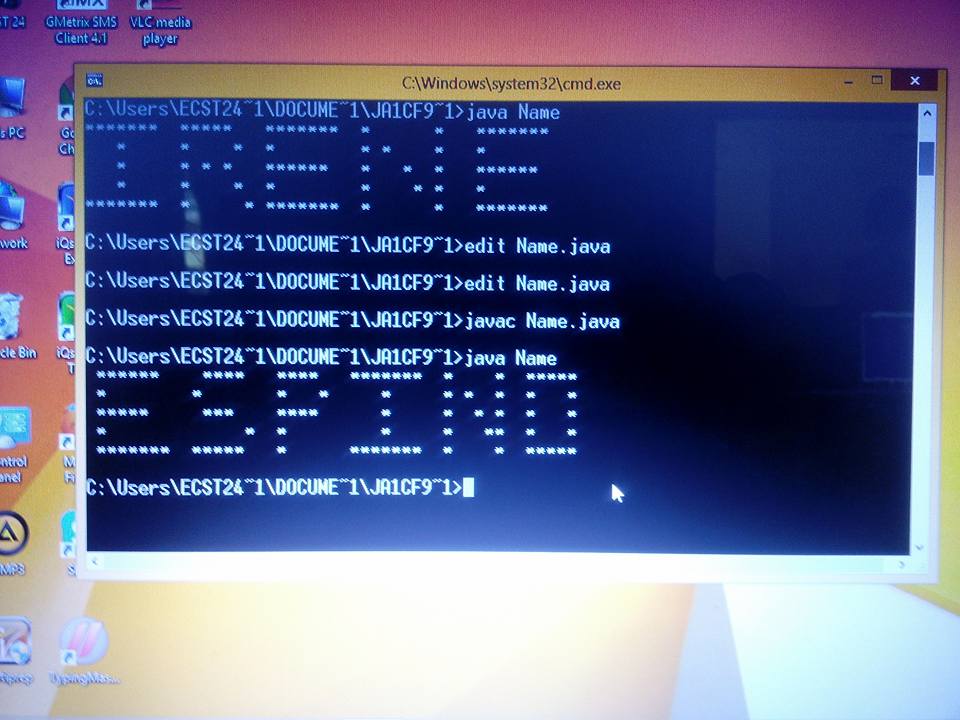 ST 24
GMetrix SMS
Client 4.1
VLC media
player
C:\Windows\system32\cmd.exe
C:\Users\ECST24~1\DOCUME~1\JA1CF9~1>java Name
IRENE
C:\Users\ECST24~1\DOCUME~1\JA1CF9~1>edit Name.java
C:\Users\ECST24~1\DOCUME~1\JA1CF9~1>edit Name.java
C:\Users\ECST24~1\DOCUME~1\JA1CF9~1>javac Name.java
C:\Users\ECST24~1\DOCUME~1\JA1CF9~1>java Name
ESPINO
C:\Users\ECST24~1\DOCUME~1\JA1CF9~1>
s PC
Go
Ch
work
iQs
E
cle Bin
iQs
T
ntrol
anel
M
Fi
MP3
S
TypingMas...